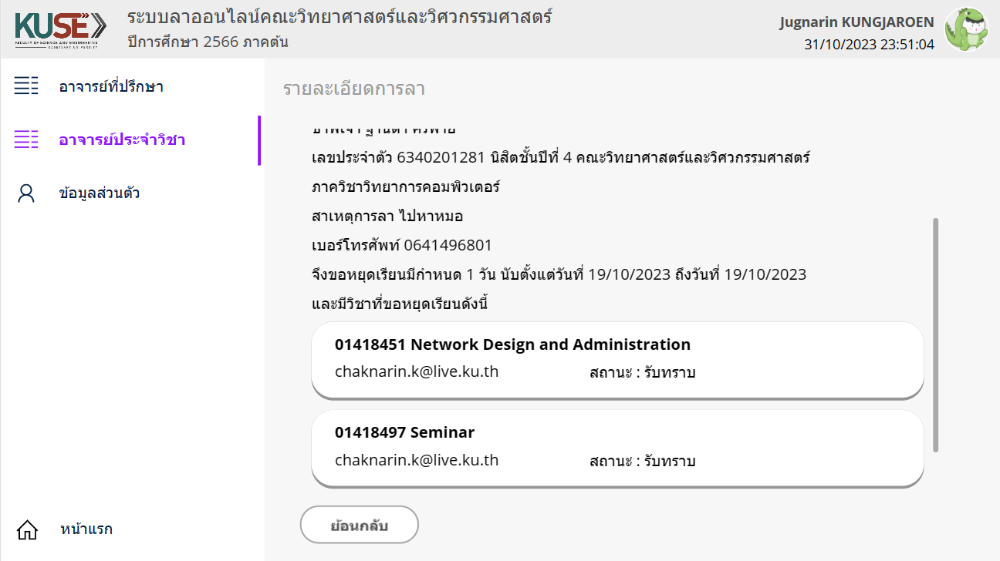 KUSE
FACULTY OF SCIENCE AND ENGINEERING
KASETSART UNIVERSITY
ระบบลาออนไลน์คณะวิทยาศาสตร์และวิศวกรรมศาสตร์
ปีการศึกษา 2566 ภาคต้น
Jugnarin KUNGJAROEN
31/10/2023 23:51:04
อาจารย์ที่ปรึกษา
อาจารย์ประจำวิชา
ข้อมูลส่วนตัว
หน้าแรก
รายละเอียดการลา
เลขประจำตัว 6340201281 นิสิตชั้นปีที่ 4 คณะวิทยาศาสตร์และวิศวกรรมศาสตร์
ภาควิชาวิทยาการคอมพิวเตอร์
สาเหตุการลา ไปหาหมอ
เบอร์โทรศัพท์ 0641496801
จึงขอหยุดเรียนมีกำหนด 1 วัน นับตั้งแต่วันที่ 19/10/2023 ถึงวันที่ 19/10/2023
และมีวิชาที่ขอหยุดเรียนดังนี้
01418451 Network Design and Administration
chaknarin.k@live.ku.th สถานะ : รับทราบ
01418497 Seminar
chaknarin.k@live.ku.th สถานะ : รับทราบ
ย้อนกลับ